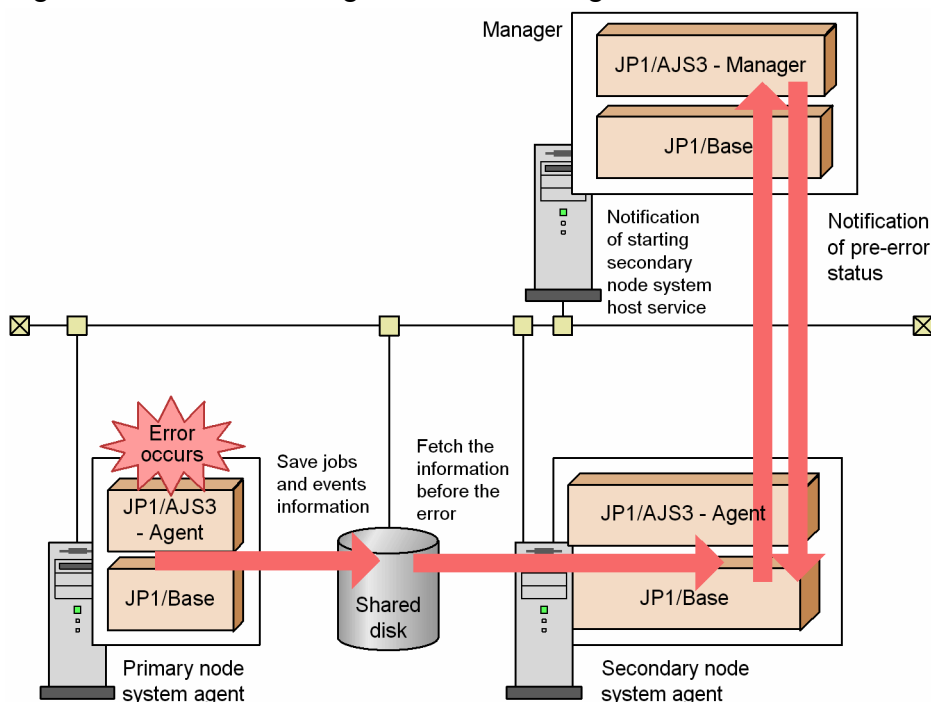 Manager
JP1/AJS3 - Manager
JP1/Base
Notification
of starting
secondary
node system
host service
Notification
of pre-error
status
Error
occurs
JP1/AJS3
- Agent
JP1/Base
Save jobs
and events
information
Shared
disk
Fetch the
information
before the
error
JP1/AJS3 - Agent
JP1/Base
Primary node
system agent
Secondary node
system agent